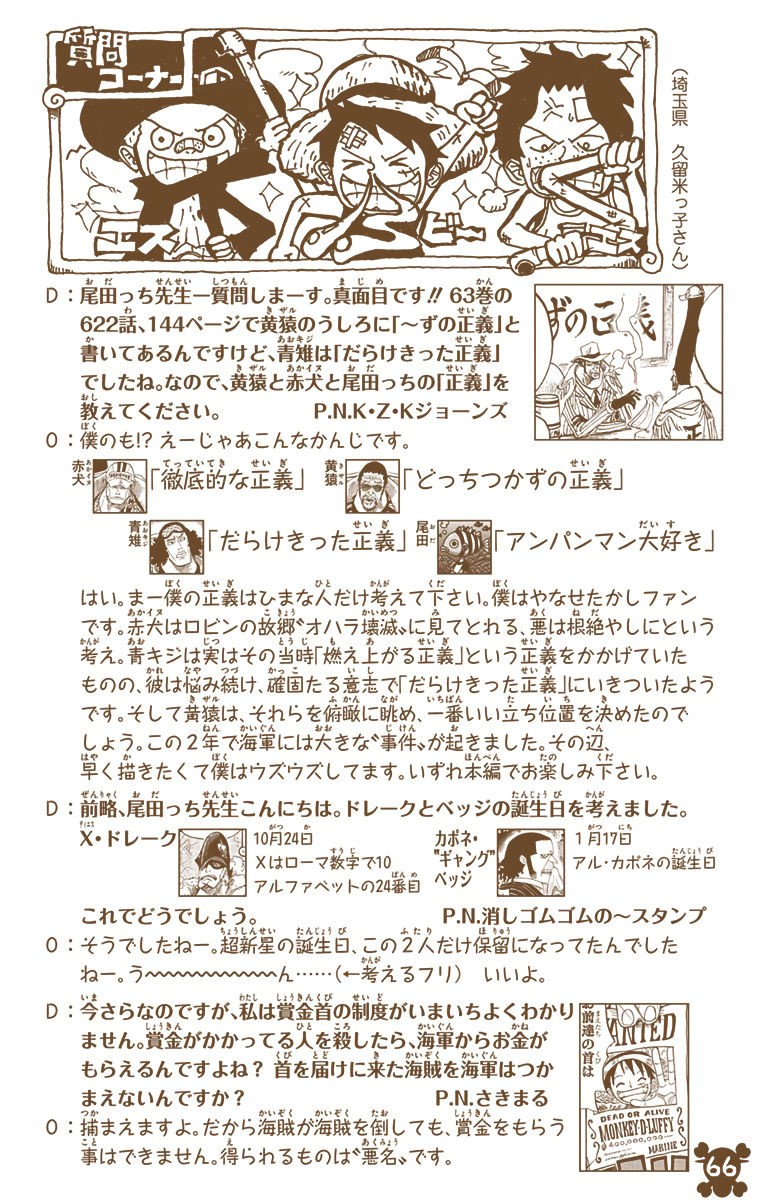 質問
コーナー
(埼玉県　久留米っ子さん)
D：尾田っち先生ー質問しまーす。真面目です!! 63巻の
622話、144ページで黄猿のうしろに「〜ずの正義」と
書いてあるんですけど、青雉は「だらけきった正義」
でしたね。なので、黄猿と赤犬と尾田っちの「正義」を
教えてください。　P.N.K・Z・Kジョーンズ
ずの正義
正
O：僕のも!? えーじゃあこんなかんじです。
赤犬「徹底的な正義」 黄猿「どっちつかずの正義」
青雉「だらけきった正義」 尾田「アンパンマン大好き」
はい。まー僕の正義はひまな人だけ考えて下さい。僕はやなせたかしファン
です。赤犬はロビンの故郷〝オハラ壊滅〟に見てとれる、悪は根絶やしにという
考え。青キジは実はその当時「燃え上がる正義」という正義をかかげていた
ものの、彼は悩み続け、確固たる意志で「だらけきった正義」にいきついたよう
です。そして黄猿は、それらを俯瞰に眺め、一番いい立ち位置を決めたので
しょう。この2年で海軍には大きな〝事件〟が起きました。その辺、
早く描きたくて僕はウズウズしてます。いずれ本編でお楽しみ下さい。
D：前略、尾田っち先生こんにちは。ドレークとベッジの誕生日を考えました。
X・ドレーク
10月24日
Xはローマ数字で10
アルファベットの24番目
カポネ・
"ギャング"
ベッジ
1月17日
アル・カポネの誕生日
これでどうでしょう。　P.N.消しゴムゴムの〜スタンプ
O：そうでしたねー。超新星の誕生日、この2人だけ保留になってたんでした
ねー。う〜〜〜〜〜〜〜〜〜〜ん……(←考えるフリ)　いいよ。
D：今さらなのですが、私は賞金首の制度がいまいちよくわかり
ません。賞金がかかってる人を殺したら、海軍からお金が
もらえるんですよね？ 首を届けに来た海賊を海軍はつか
まえないんですか？　P.N.さきまる
お前達の首は
WANTED
DEAD OR ALIVE
MONKEY・D・LUFFY
400,000,000-
MARINE
O：捕まえますよ。だから海賊が海賊を倒しても、賞金をもらう
事はできません。得られるものは〝悪名〟です。
66